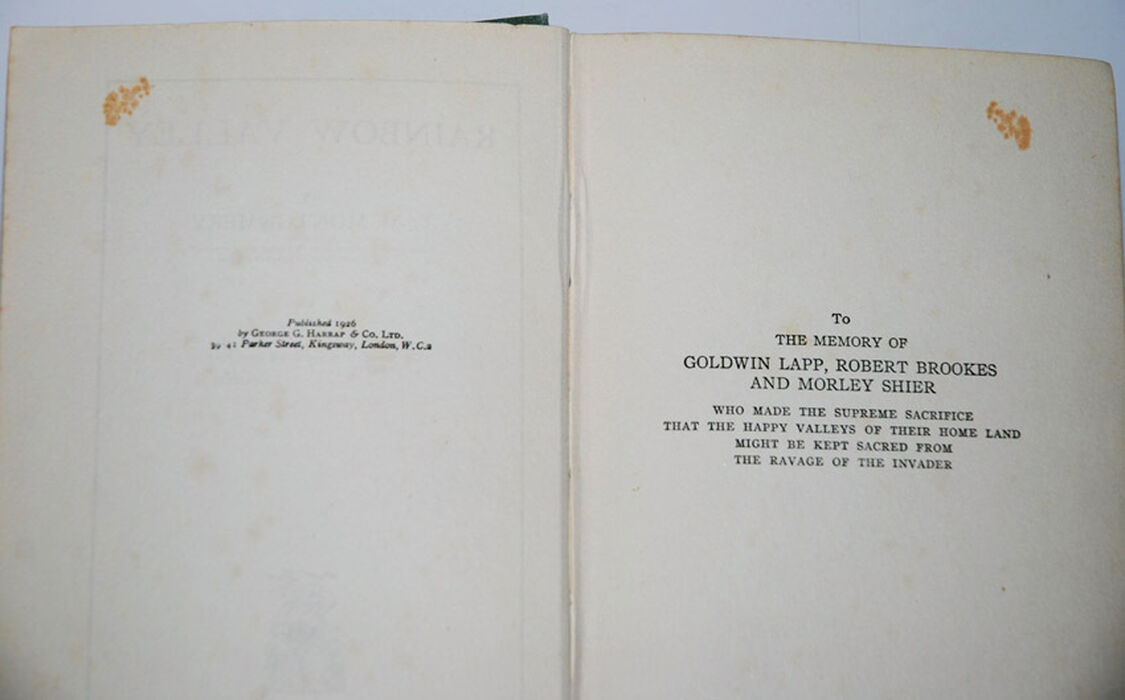 RAINBOW VALLEY
Published 1926
by GEORGE G. HARRAP & CO. LTD.
39-41 Parker Street, Kingsway, London, W.C.2
To
THE MEMORY OF
GOLDWIN LAPP, ROBERT BROOKES
AND MORLEY SHIER
WHO MADE THE SUPREME SACRIFICE
THAT THE HAPPY VALLEYS OF THEIR HOME LAND
MIGHT BE KEPT SACRED FROM
THE RAVAGE OF THE INVADER